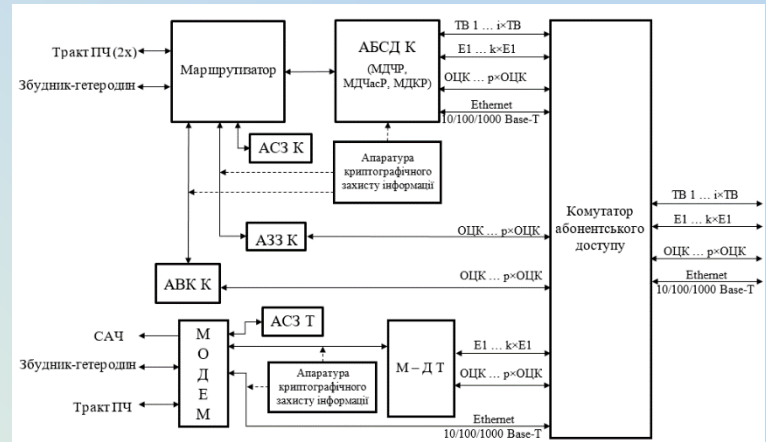 Тракт ПЧ (2х)
Збудник-гетеродин
Маршрутизатор
АБСД К
(МДЧР,
МДЧасР, МДКР)
ТВ 1 … i×ТВ
Е1 … k×Е1
ОЦК … p×ОЦК
Ethernet
10/100/1000 Base-T
АСЗ К
Апаратура
криптографічного
захисту інформації
АЗЗ К
ОЦК … p×ОЦК
АВК К
ОЦК … p×ОЦК
Комутатор
абонентського
доступу
ТВ 1 … i×ТВ
Е1 … k×Е1
ОЦК … p×ОЦК
Ethernet
10/100/1000 Base-T
САЧ
Збудник-гетеродин
Тракт ПЧ
М
О
Д
Е
М
АСЗ Т
Апаратура
криптографічного
захисту інформації
М – Д Т
Е1 … k×Е1
ОЦК … p×ОЦК
Ethernet
10/100/1000 Base-T